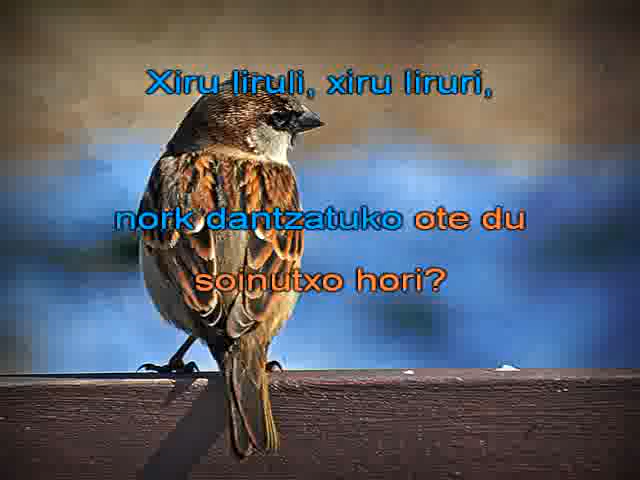 Xiru liruli, xiru liruri,
nork dantzatuko ote du
soinutxo hori?